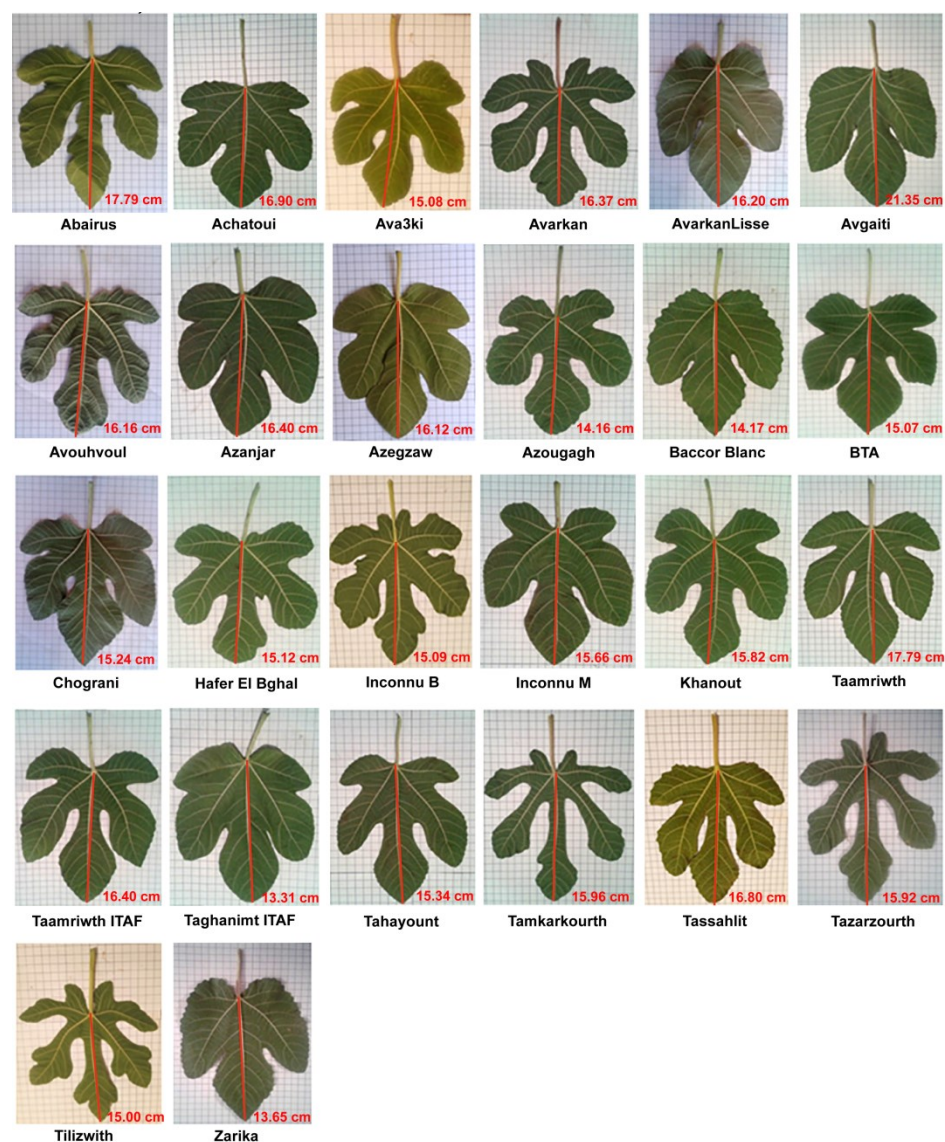 17.79 cm
16.90 cm
15.08 cm
16.37 cm
16.20 cm
21.35 cm
Abairus
Achatoui
Ava3ki
Avarkan
AvarkanLisse
Avgaiti
16.16 cm
16.40 cm
16.12 cm
14.16 cm
14.17 cm
15.07 cm
Avouhvoul
Azanjar
Azegzaw
Azougagh
Baccor Blanc
BTA
15.24 cm
15.12 cm
15.09 cm
15.66 cm
15.82 cm
17.79 cm
Chograni
Hafer El Bghal
Inconnu B
Inconnu M
Khanout
Taamriwth
16.40 cm
13.31 cm
15.34 cm
15.96 cm
16.80 cm
15.92 cm
Taamriwth ITAF
Taghanimt ITAF
Tahayount
Tamkarkourth
Tassahlit
Tazarzourth
15.00 cm
13.65 cm
Tilizwith
Zarika